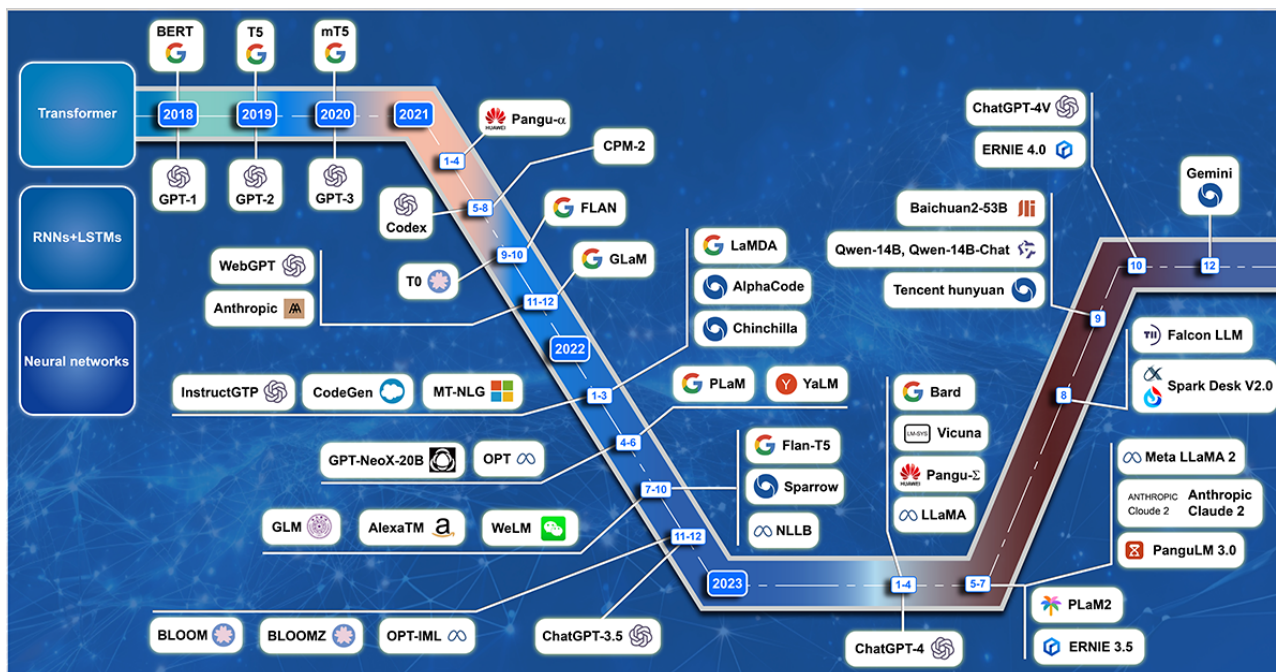 BERT
T5
mT5
Transformer
2018
2019
2020
2021
GPT-1
GPT-2
GPT-3
RNNs+LSTMs
Neural networks
1-4
HUAWEI
Pangu-α
5-8
CPM-2
Codex
9-10
FLAN
T0
11-12
GLaM
WebGPT
Anthropic
2022
1-3
LaMDA
AlphaCode
Chinchilla
InstructGTP
CodeGen
MT-NLG
4-6
PLaM
YaLM
GPT-NeoX-20B
OPT
7-10
Flan-T5
Sparrow
NLLB
GLM
AlexaTM
WeLM
11-12
BLOOM
BLOOMZ
OPT-IML
ChatGPT-3.5
2023
1-4
Bard
LM-SYS
Vicuna
HUAWEI
Pangu-Σ
LLaMA
ChatGPT-4
5-7
Meta LLaMA 2
ANTHROPIC
Claude 2
Anthropic
Claude 2
PanguLM 3.0
PLaM2
ERNIE 3.5
8
TII
Falcon LLM
Spark Desk V2.0
9
Baichuan2-53B
Qwen-14B, Qwen-14B-Chat
Tencent hunyuan
10
ChatGPT-4V
ERNIE 4.0
12
Gemini